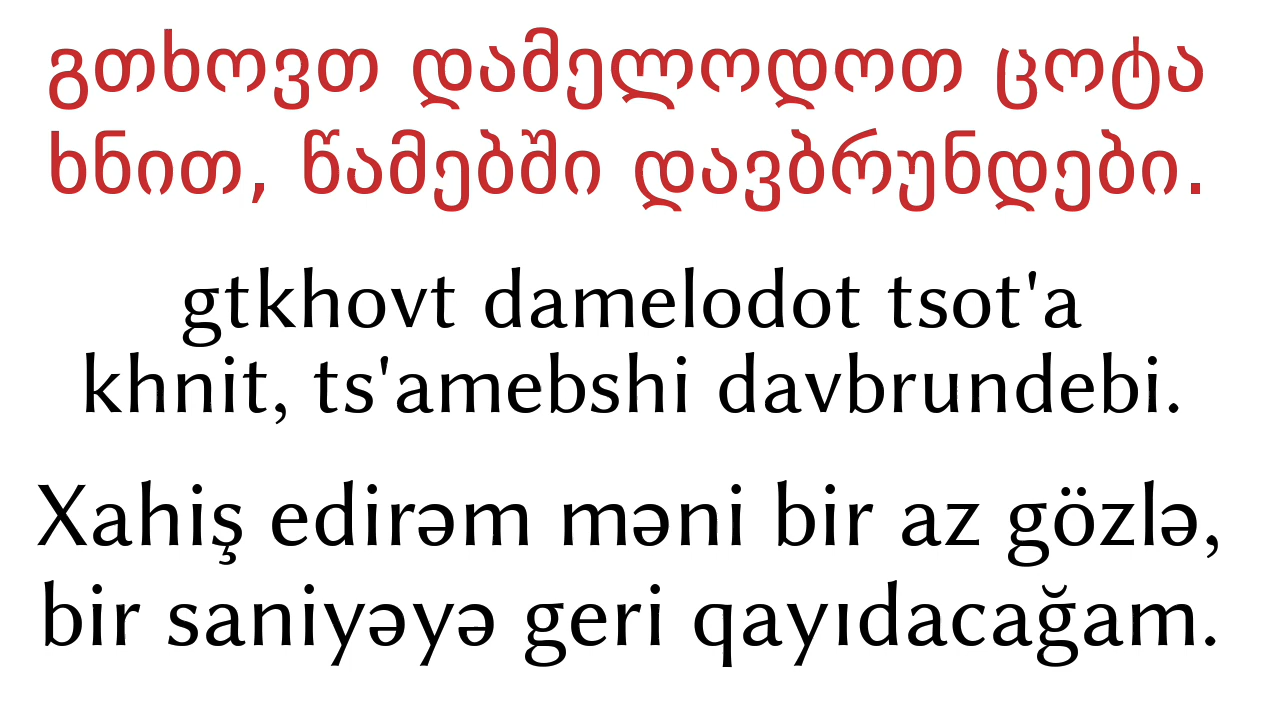 გთხოვთ დამელოდოთ ცოტა
ხნით, წამებში დავბრუნდები.
gtkhovt damelodot tsot'a
khnit, ts'amebshi davbrundebi.
Xahiş edirəm məni bir az gözlə,
bir saniyəyə geri qayıdacağam.